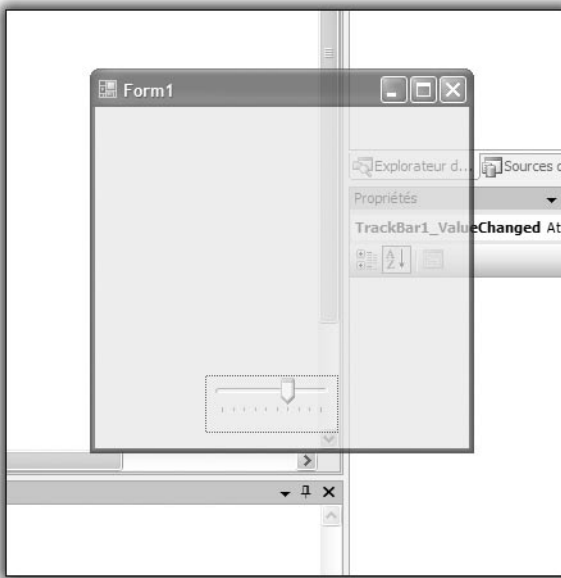 Form1
Explorateur d...
Sources d
Propriétés
TrackBar1_ValueChanged At